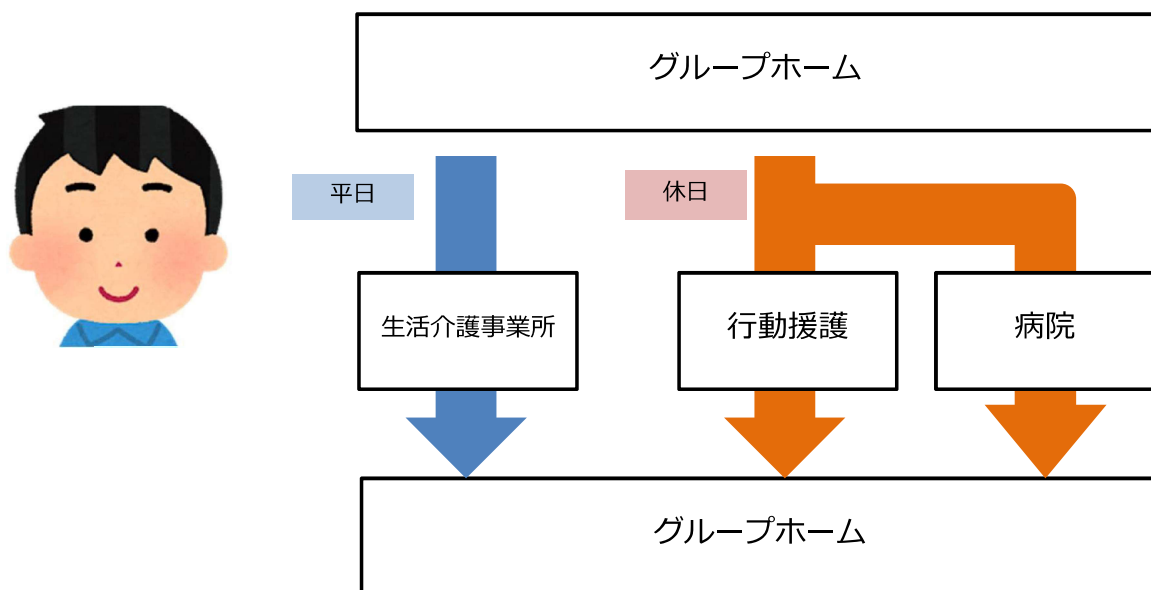 グループホーム
平日
休日
生活介護事業所
行動援護
病院
グループホーム